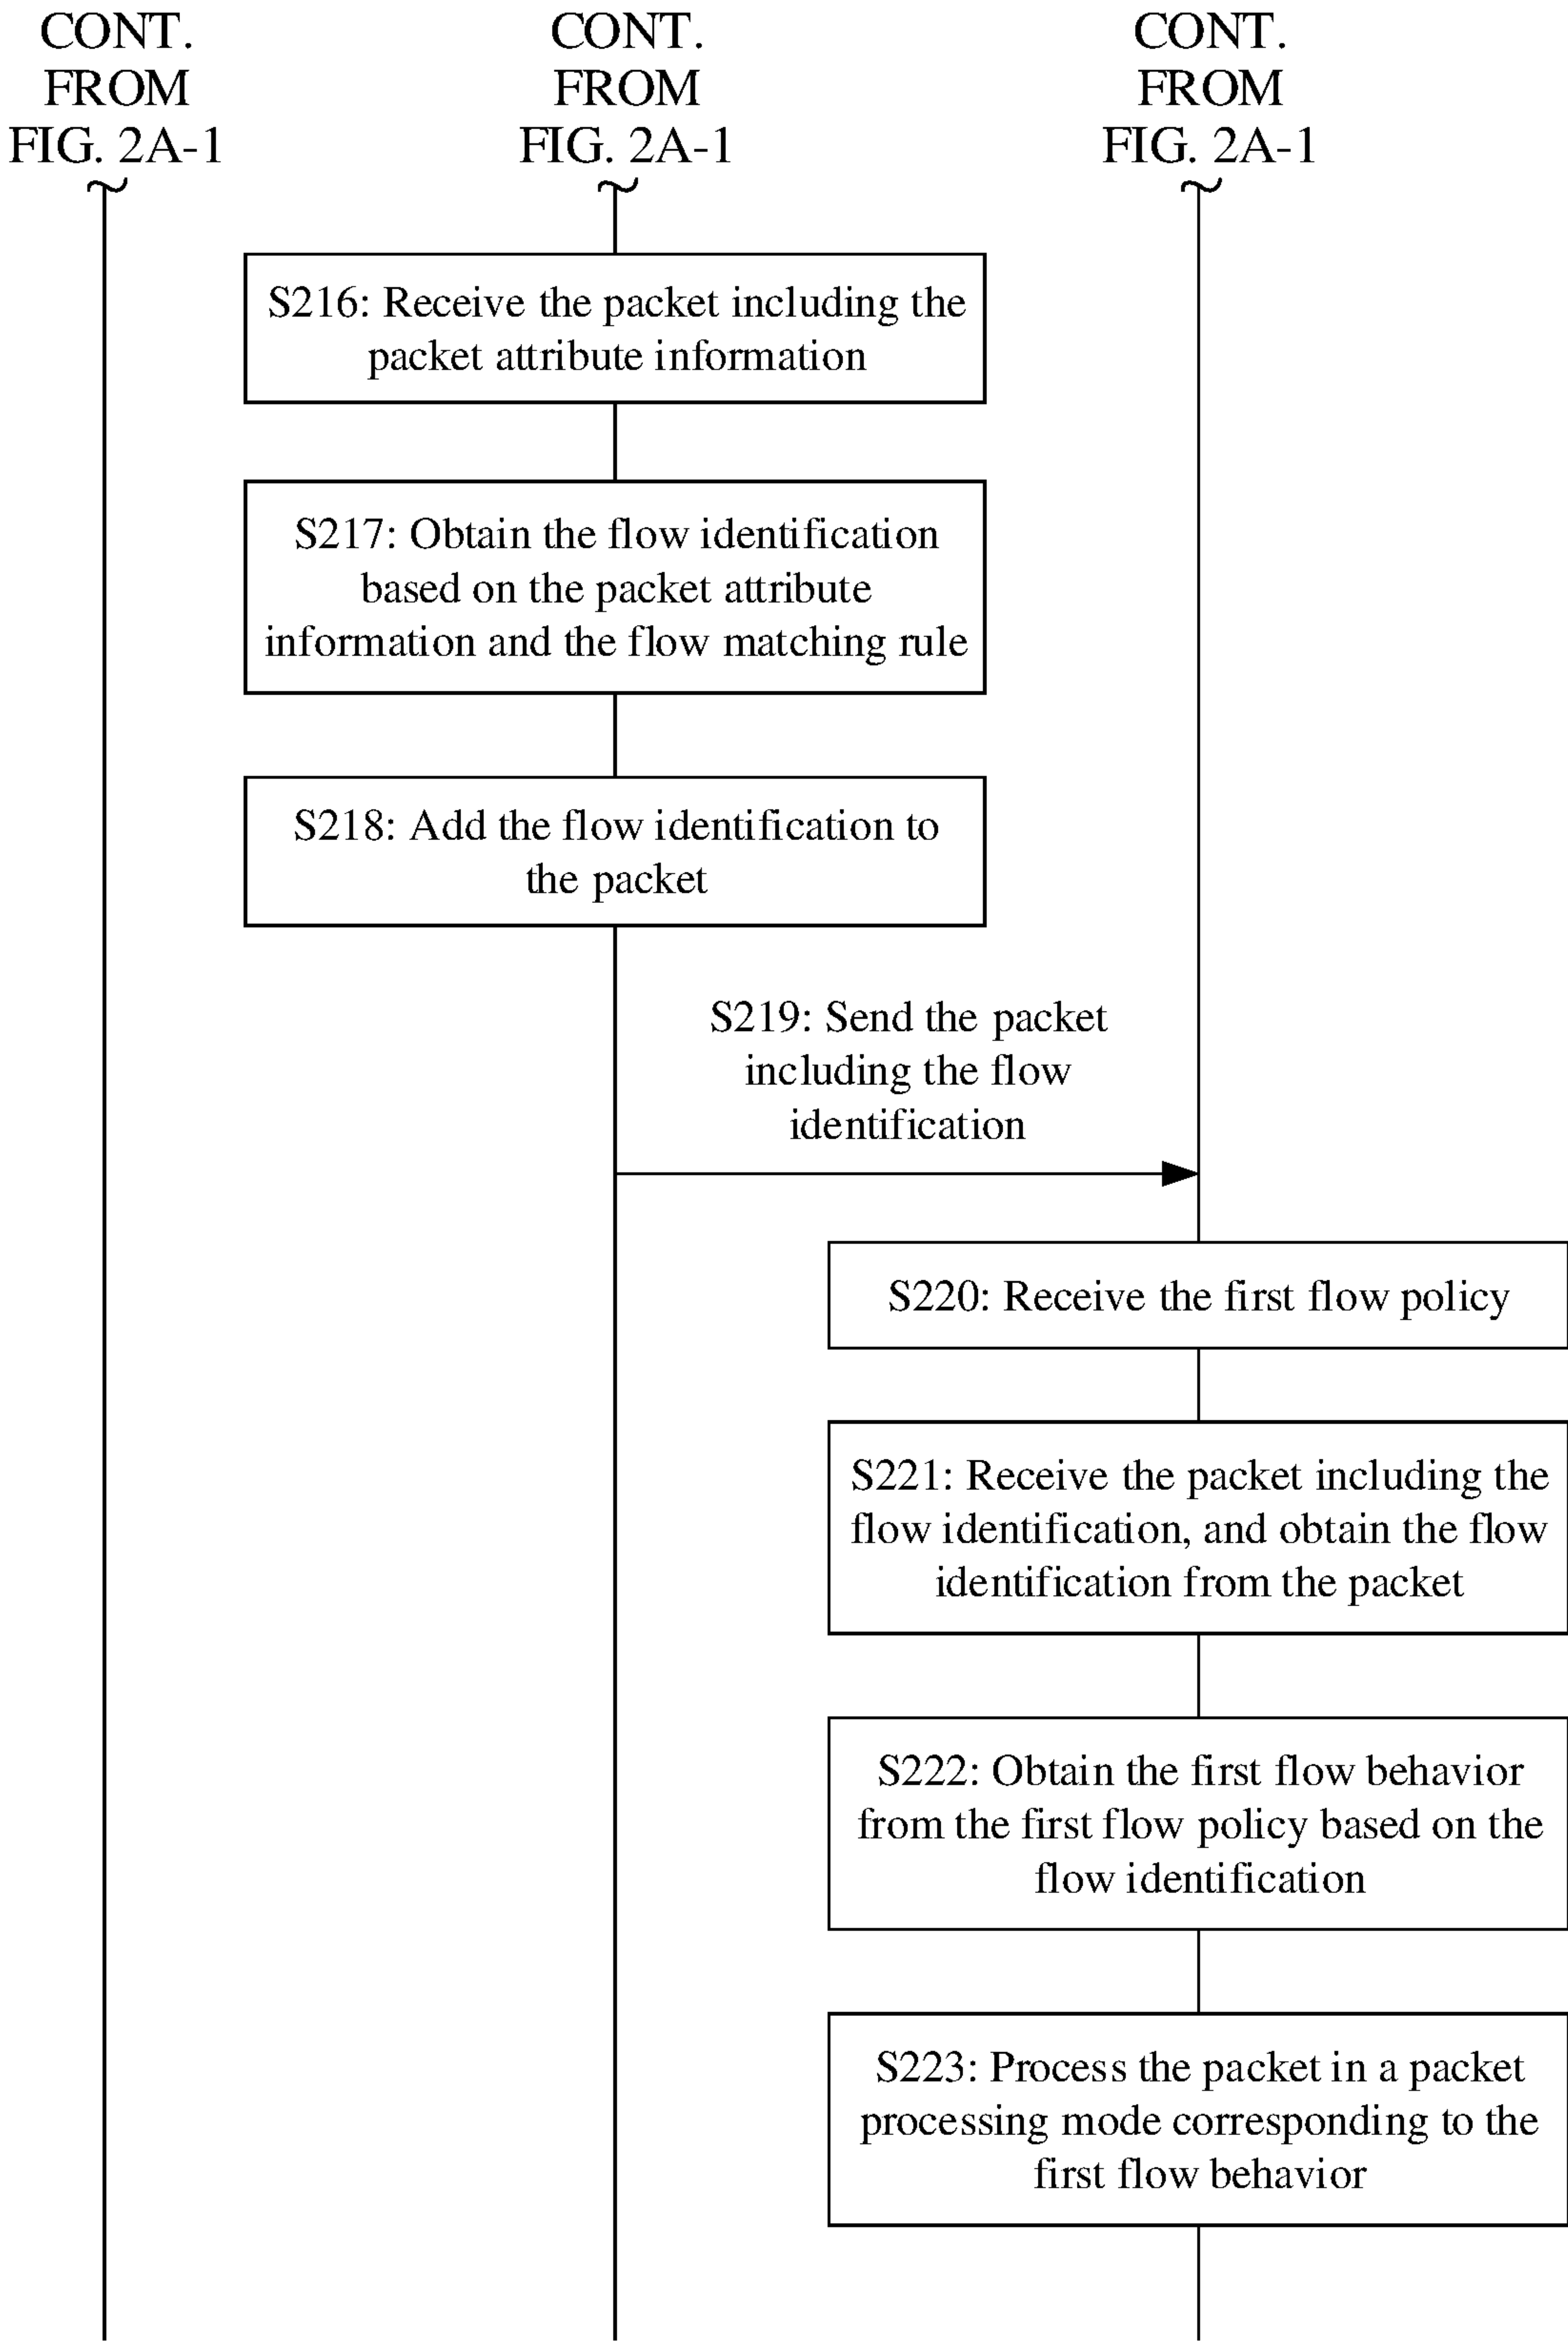 CONT.
FROM
FIG. 2A-1
CONT.
FROM
FIG. 2A-1
CONT.
FROM
FIG. 2A-1
S216: Receive the packet including the
packet attribute information
S217: Obtain the flow identification
based on the packet attribute
information and the flow matching rule
S218: Add the flow identification to
the packet
S219: Send the packet
including the flow
identification
S220: Receive the first flow policy
S221: Receive the packet including the
flow identification, and obtain the flow
identification from the packet
S222: Obtain the first flow behavior
from the first flow policy based on the
flow identification
S223: Process the packet in a packet
processing mode corresponding to the
first flow behavior